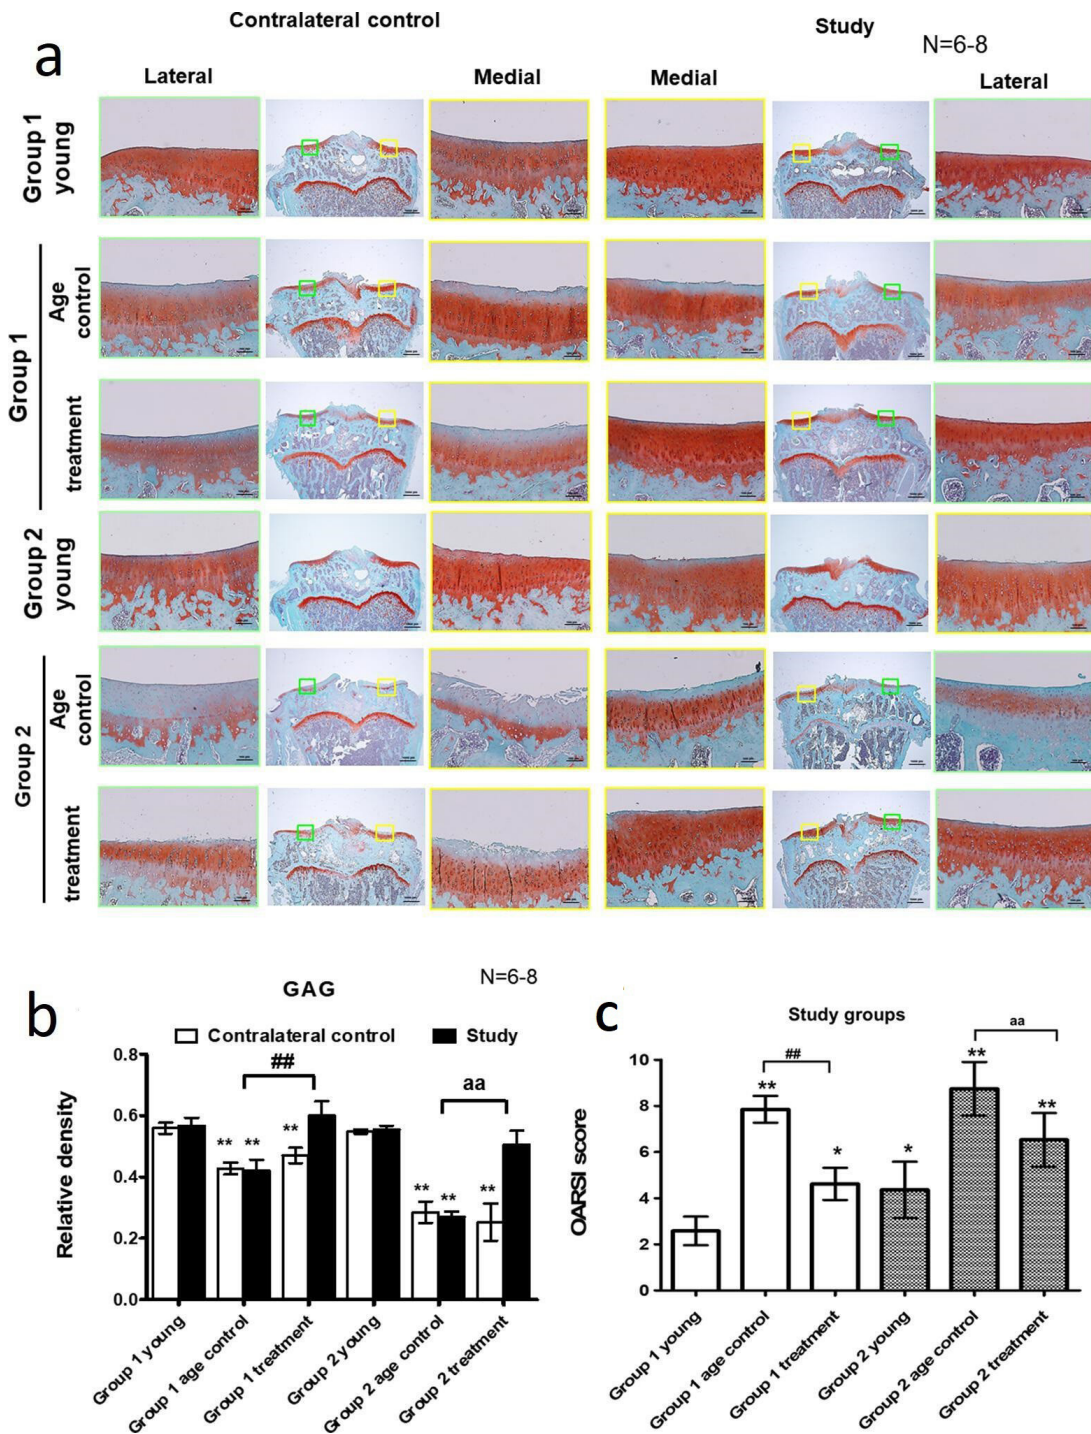 Contralateral control
Study
N=6-8
a
Lateral
Medial
Medial
Lateral
Group 1
young
Group 1
Age
control
treatment
Group 2
young
Group 2
Age
control
treatment
b
GAG
N=6-8
Contralateral control
Study
##
aa
** ** ** ** ** **
Relative density
0.8
0.6
0.4
0.2
0.0
Group 1 young
Group 1 age control
Group 1 treatment
Group 2 young
Group 2 age control
Group 2 treatment
c
Study groups
##
aa
** * * ** **
OARSI score
10
8
6
4
2
0
Group 1 young
Group 1 age control
Group 1 treatment
Group 2 young
Group 2 age control
Group 2 treatment